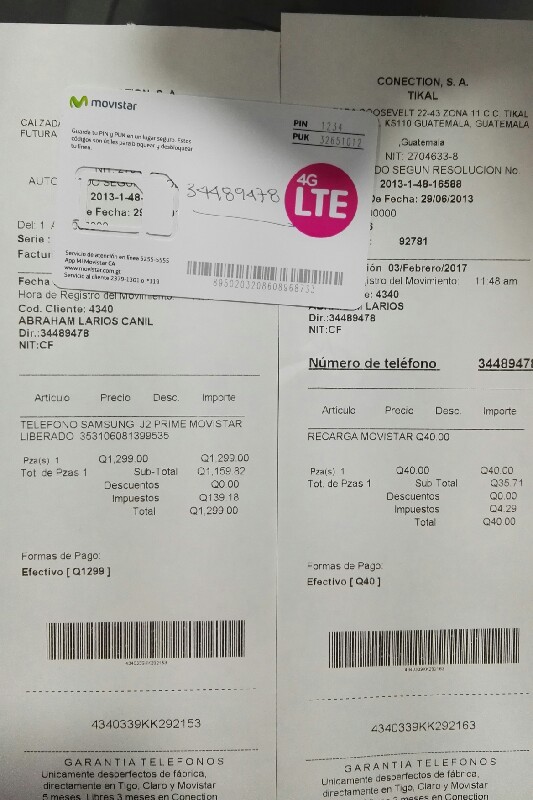 CALZADA
FUTURA
AUTO
Del: 1
Serie :
Factur
Fecha
Hora de Registro del Movimiento
Cod. Cliente: 4340
ABRAHAM LARIOS CANIL
Dir.:34489478
NIT:CF
Articulo Precio Desc. Importe
TELEFONO SAMSUNG J2 PRIME MOVISTAR
LIBERADO 353106081399535
Pza(s) 1 Q1,299.00 Q1,299.00
Tot. de Pzas 1 Sub-Total Q1,159.82
Descuentos Q0.00
Impuestos Q139.18
Total Q1,299.00
Formas de Pago:
Efectivo [ Q1299 ]
4340339KK292153
GARANTIA TELEFONOS
Unicamente desperfectos de fábrica,
directamente en Tigo, Claro y Movistar
5 meses. Libres 3 meses en Conection
movistar
Guarda tu PIN y PUK en un lugar seguro. Estos
códigos son útiles para bloquear y desbloquear
tu línea.
PIN 1234
PUK 32651012
2013-1-48-
e Fecha: 29
34489478
4G
LTE
Servicio de atención en línea 5255-5555
App Mi Movistar CA
www.movistar.com.gt
Servicio al cliente 2379-1101 o *110
CONECTION, S. A.
TIKAL
ROOSEVELT 22-43 ZONA 11 C.C. TIKAL
K5110 GUATEMALA, GUATEMALA
,Guatemala
NIT: 2704633-8
DO SEGUN RESOLUCION No.
2013-1-48-16588
De Fecha: 29/06/2013
92781
ión 03/Febrero/2017
istro del Movimiento 11:48 am
nte: 4340
LARIOS
Dir.:34489478
NIT:CF
Número de teléfono 34489478
Articulo Precio Desc. Importe
RECARGA MOVISTAR Q40.00
Pza(s) 1 Q40.00 Q40.00
Tot. de Pzas 1 Sub Total Q35.71
Descuentos Q0.00
Impuestos Q4.29
Total Q40.00
Formas de Pago:
Efectivo [ Q40 ]
4340339KK292163
GARANTIA TELEFONOS
Unicamente desperfectos de fábrica,
directamente en Tigo, Claro y Movistar
5 meses. Libres 3 meses en Conection